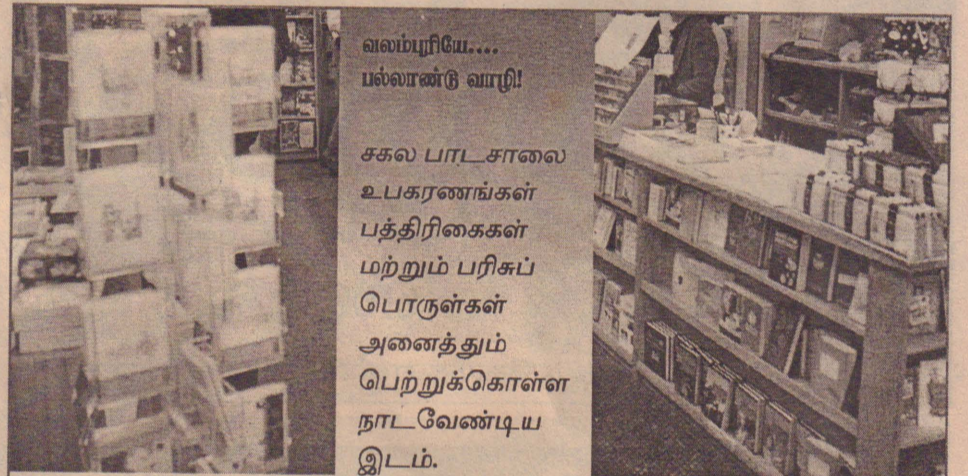 வலம்புரியே....
பல்லாண்டு வாழி!
சகல பாடசாலை
உபகரணங்கள்
பத்திரிகைகள்
மற்றும் பரிசுப்
பொருள்கள்
அனைத்தும்
பெற்றுக்கொள்ள
நாடவேண்டிய
இடம்.